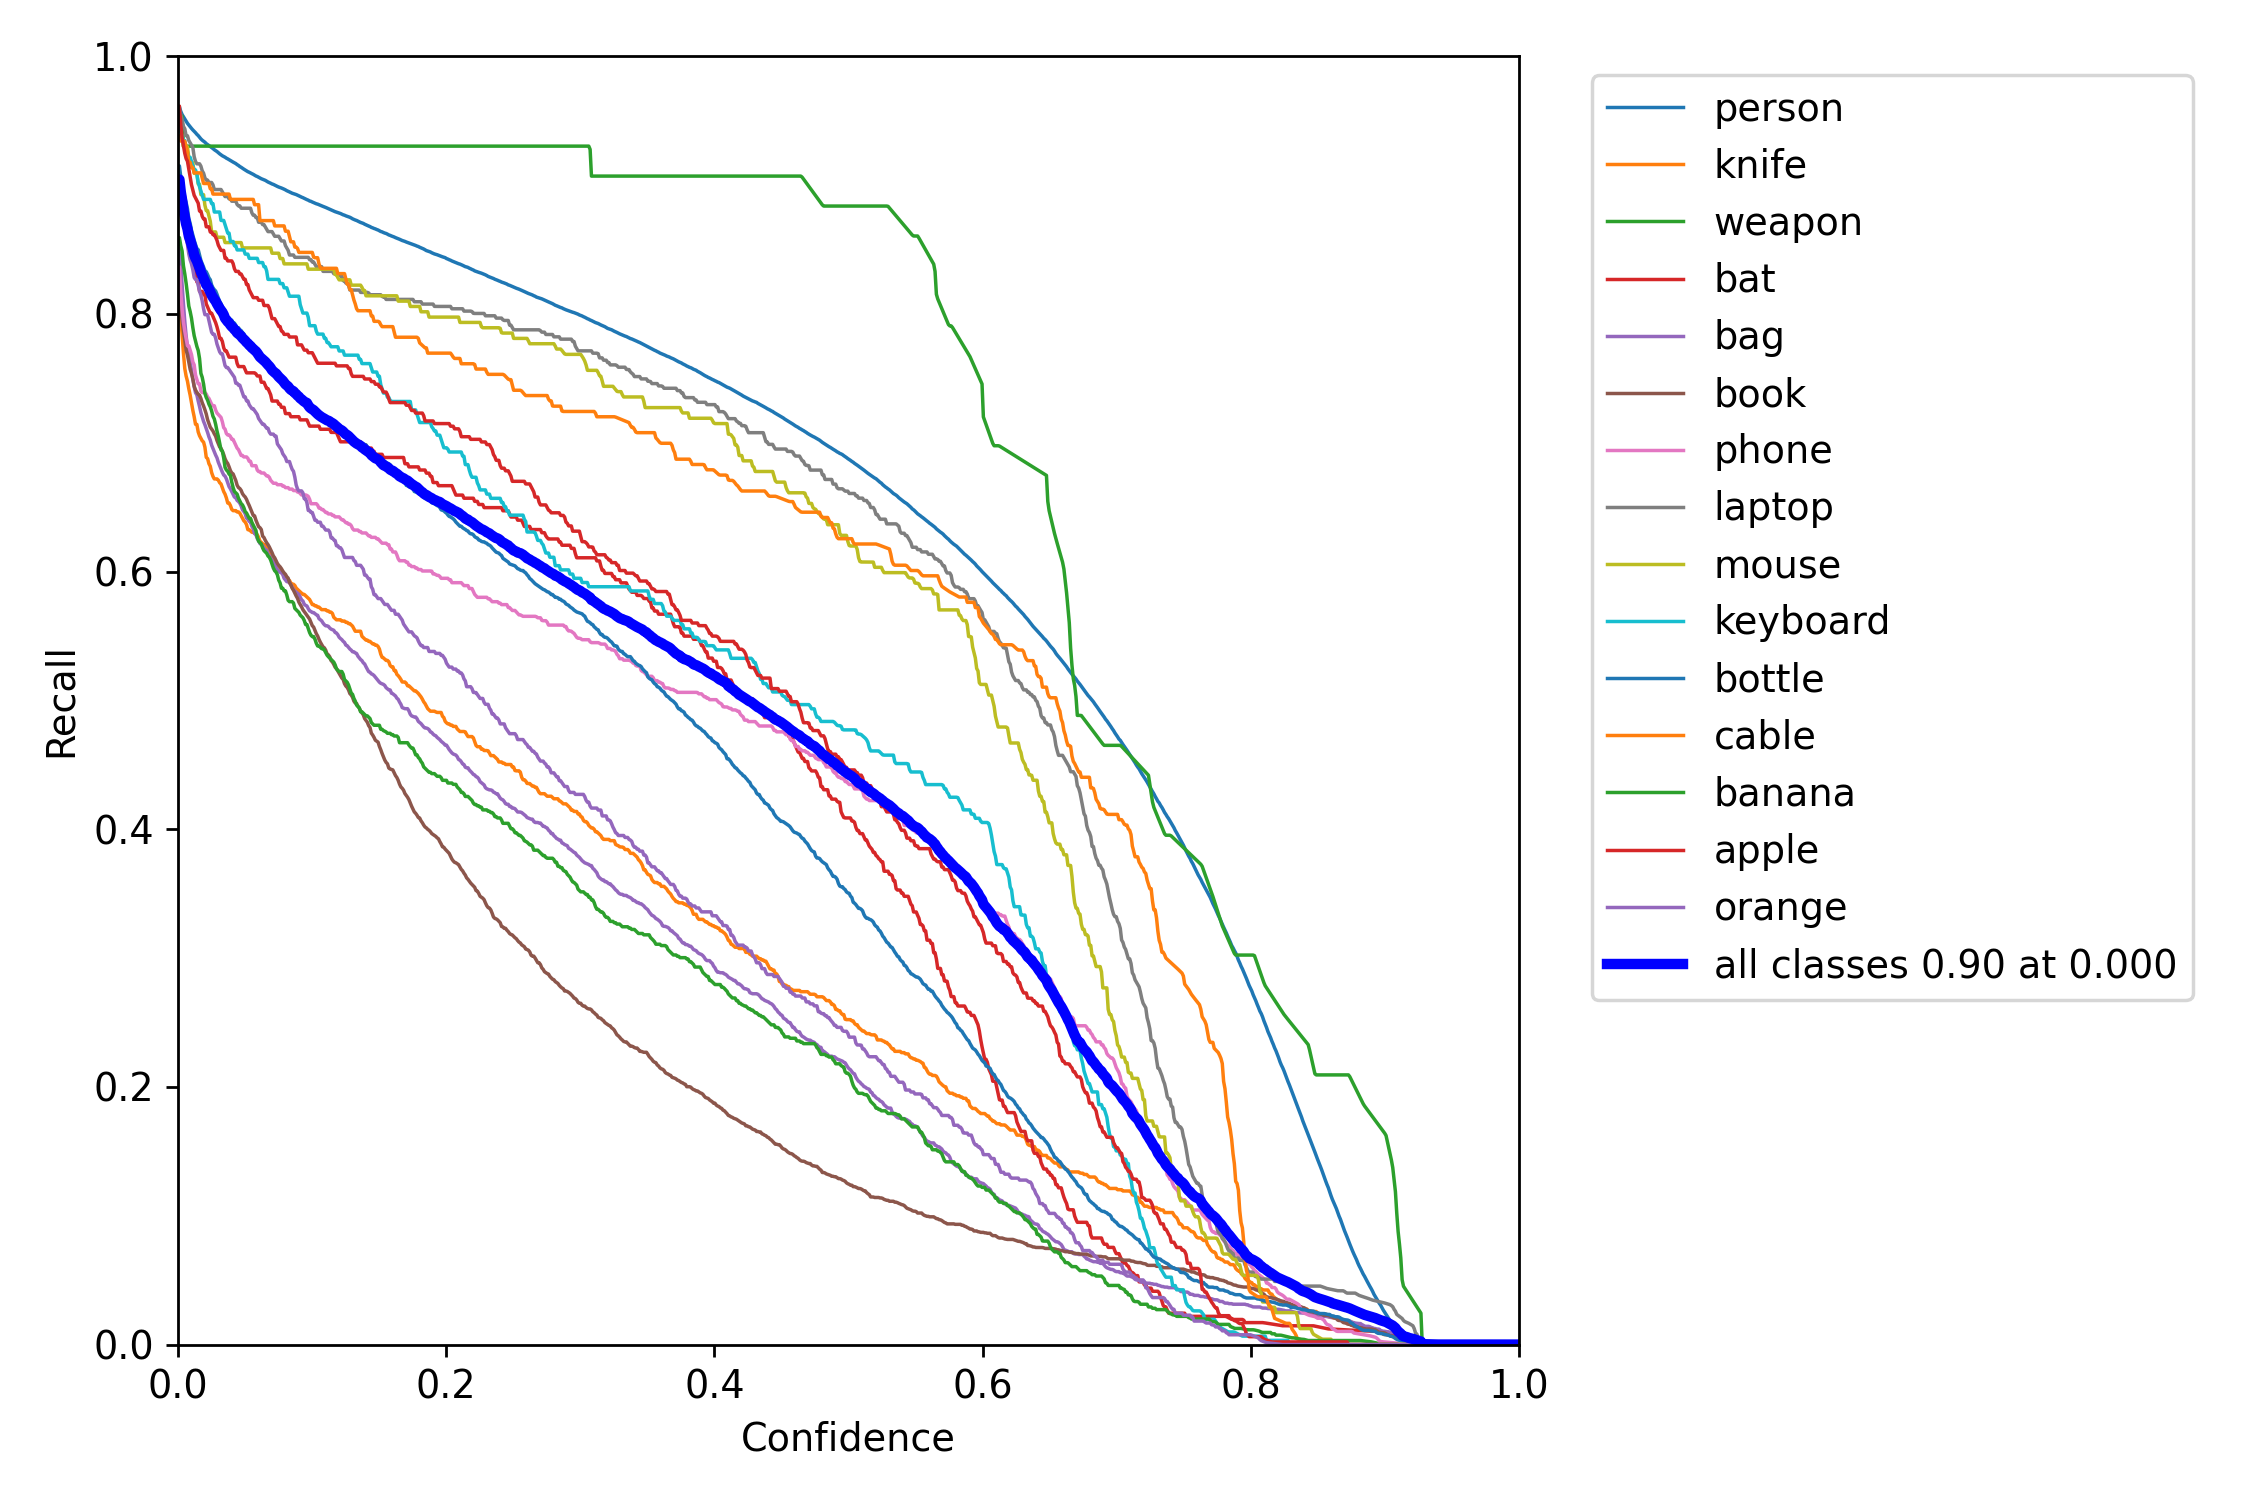 1.0
0.8
0.6
0.4
0.2
0.0
Recall
0.0 0.2 0.4 0.6 0.8 1.0
Confidence
person
knife
weapon
bat
bag
book
phone
laptop
mouse
keyboard
bottle
cable
banana
apple
orange
all classes 0.90 at 0.000